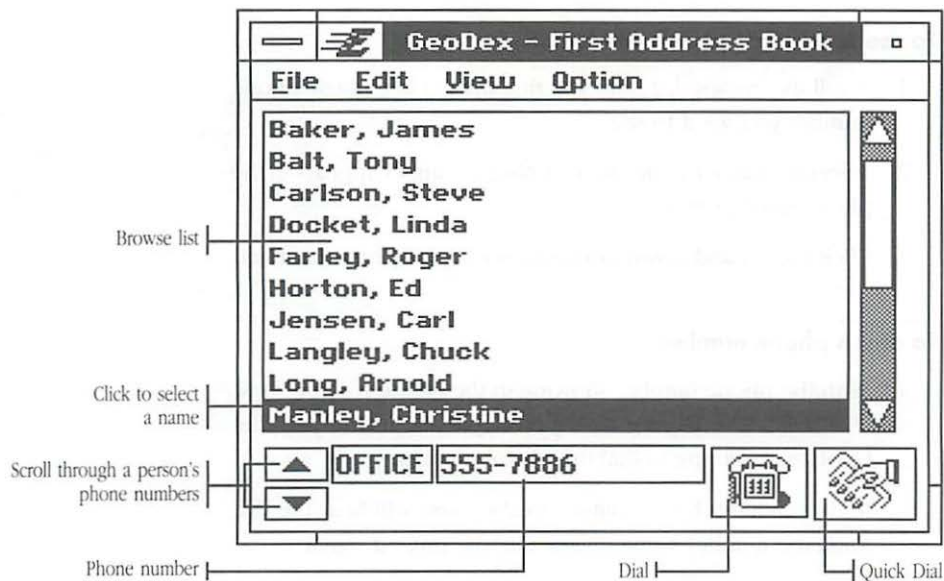 GeoDex - First Address Book
File Edit View Option
Baker, James
Balt, Tony
Carlson, Steve
Docket, Linda
Browse list
Farley, Roger
Horton, Ed
Jensen, Carl
Langley, Chuck
Long, Arnold
Click to select
a name
Manley, Christine
Scroll through a person's
phone numbers
OFFICE 555-7886
Phone number
Dial
Quick Dial